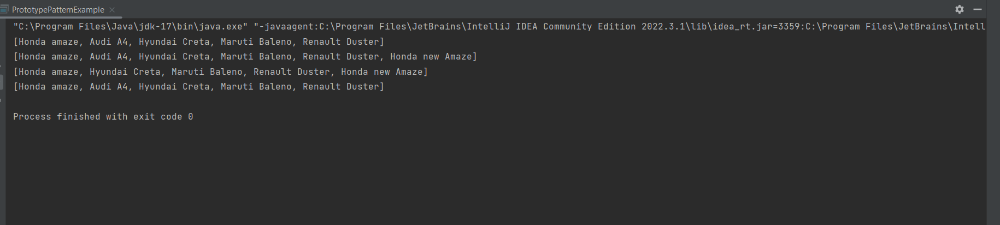 PrototypePatternExample
"C:\Program Files\Java\jdk-17\bin\java.exe" "-javaagent:C:\Program Files\JetBrains\IntelliJ IDEA Community Edition 2022.3.1\lib\idea_rt.jar=3359:C:\Program Files\JetBrains\Intell
[Honda amaze, Audi A4, Hyundai Creta, Maruti Baleno, Renault Duster]
[Honda amaze, Audi A4, Hyundai Creta, Maruti Baleno, Renault Duster, Honda new Amaze]
[Honda amaze, Hyundai Creta, Maruti Baleno, Renault Duster, Honda new Amaze]
[Honda amaze, Audi A4, Hyundai Creta, Maruti Baleno, Renault Duster]
Process finished with exit code 0